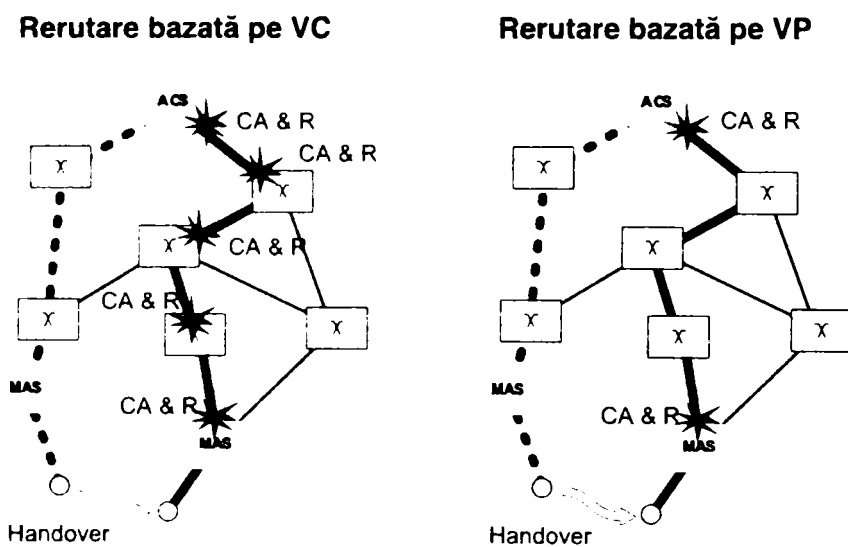 Rerutare bazată pe VC
ACS
CA & R
CA & R
CA & R
CA & R
MAS
CA & R
MAS
Handover
Rerutare bazată pe VP
ACS
CA & R
MAS
CA & R
MAS
Handover